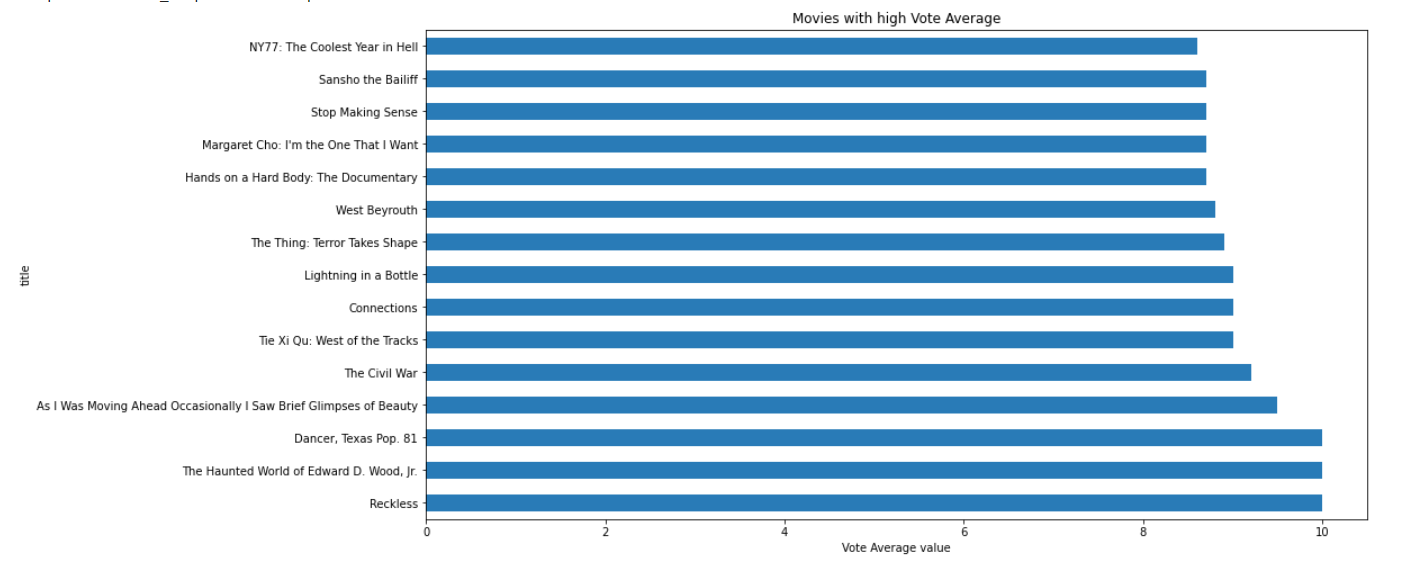 Movies with high Vote Average
NY77: The Coolest Year in Hell
Sansho the Bailiff
Stop Making Sense
Margaret Cho: I'm the One That I Want
Hands on a Hard Body: The Documentary
West Beyrouth
The Thing: Terror Takes Shape
Lightning in a Bottle
Connections
Tie Xi Qu: West of the Tracks
The Civil War
As I Was Moving Ahead Occasionally I Saw Brief Glimpses of Beauty
Dancer, Texas Pop. 81
The Haunted World of Edward D. Wood, Jr.
Reckless
title
0 2 4 6 8 10
Vote Average value